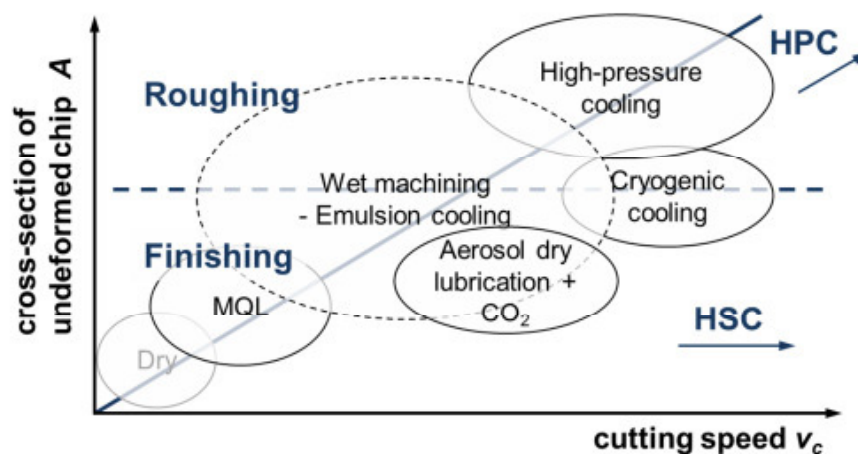 cross-section of
undeformed chip A
HPC
High-pressure
cooling
Roughing
Wet machining
- Emulsion cooling
Cryogenic
cooling
Finishing
Aerosol dry
lubrication +
CO₂
MQL
HSC
Dry
cutting speed v_c